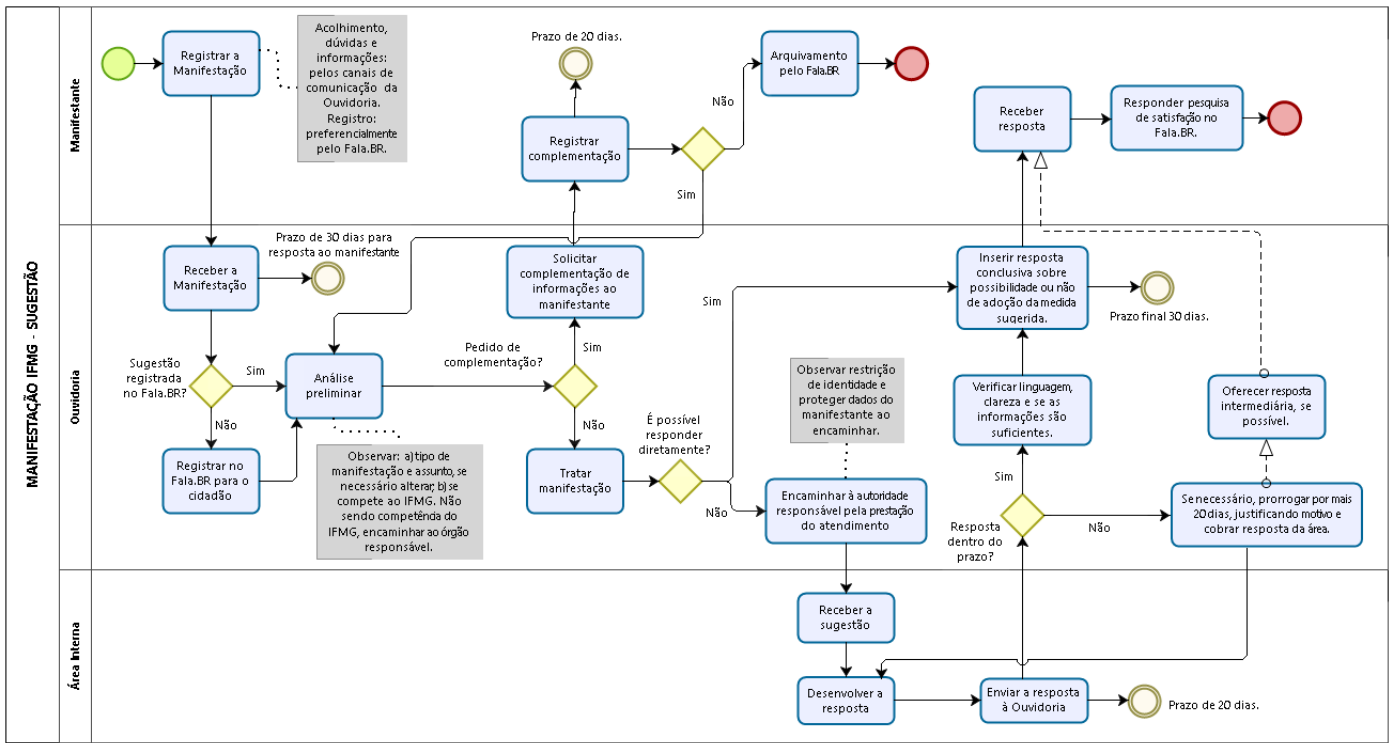 MANIFESTAÇÃO IFMG - SUGESTÃO
Manifestante
Registrar a
Manifestação
Acolhimento,
dúvidas e
informações:
pelos canais de
comunicação da
Ouvidoria.
Registro:
preferencialmente
pelo Fala.BR.
Prazo de 20 dias.
Registrar
complementação
Não
Sim
Arquivamento
pelo Fala.BR
Receber
resposta
Responder pesquisa
de satisfação no
Fala.BR.
Ouvidoria
Receber a
Manifestação
Prazo de 30 dias para
resposta ao manifestante
Sugestão
registrada
no Fala.BR?
Sim
Não
Registrar no
Fala.BR para o
cidadão
Análise
preliminar
Observar: a)tipo de
manifestação e assunto, se
necessário alterar; b) se
compete ao IFMG. Não
sendo competência do
IFMG, encaminhar ao órgão
responsável.
Solicitar
complementação de
informações ao
manifestante
Pedido de
complementação?
Sim
Não
Tratar
manifestação
É possível
responder
diretamente?
Sim
Não
Observar restrição
de identidade e
proteger dados do
manifestante ao
encaminhar.
Encaminhar à autoridade
responsável pela prestação
do atendimento
Inserir resposta
conclusiva sobre
possibilidade ou não
de adoção da medida
sugerida.
Prazo final 30 dias.
Verificar linguagem,
clareza e se as
informações são
suficientes.
Sim
Resposta
dentro do
prazo?
Não
Oferecer resposta
intermediária, se
possível.
Se necessário, prorrogar por mais
20 dias, justificando motivo e
cobrar resposta da área.
Área Interna
Receber a
sugestão
Desenvolver a
resposta
Enviar a resposta
à Ouvidoria
Prazo de 20 dias.